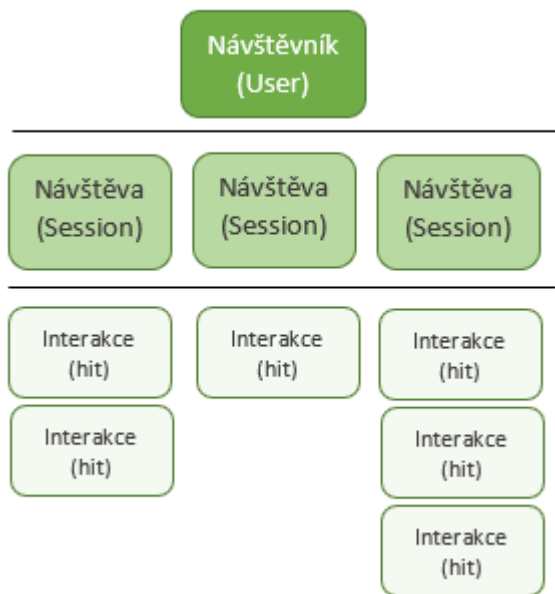 Návštěvník
(User)
Návštěva
(Session)
Návštěva
(Session)
Návštěva
(Session)
Interakce
(hit)
Interakce
(hit)
Interakce
(hit)
Interakce
(hit)
Interakce
(hit)
Interakce
(hit)